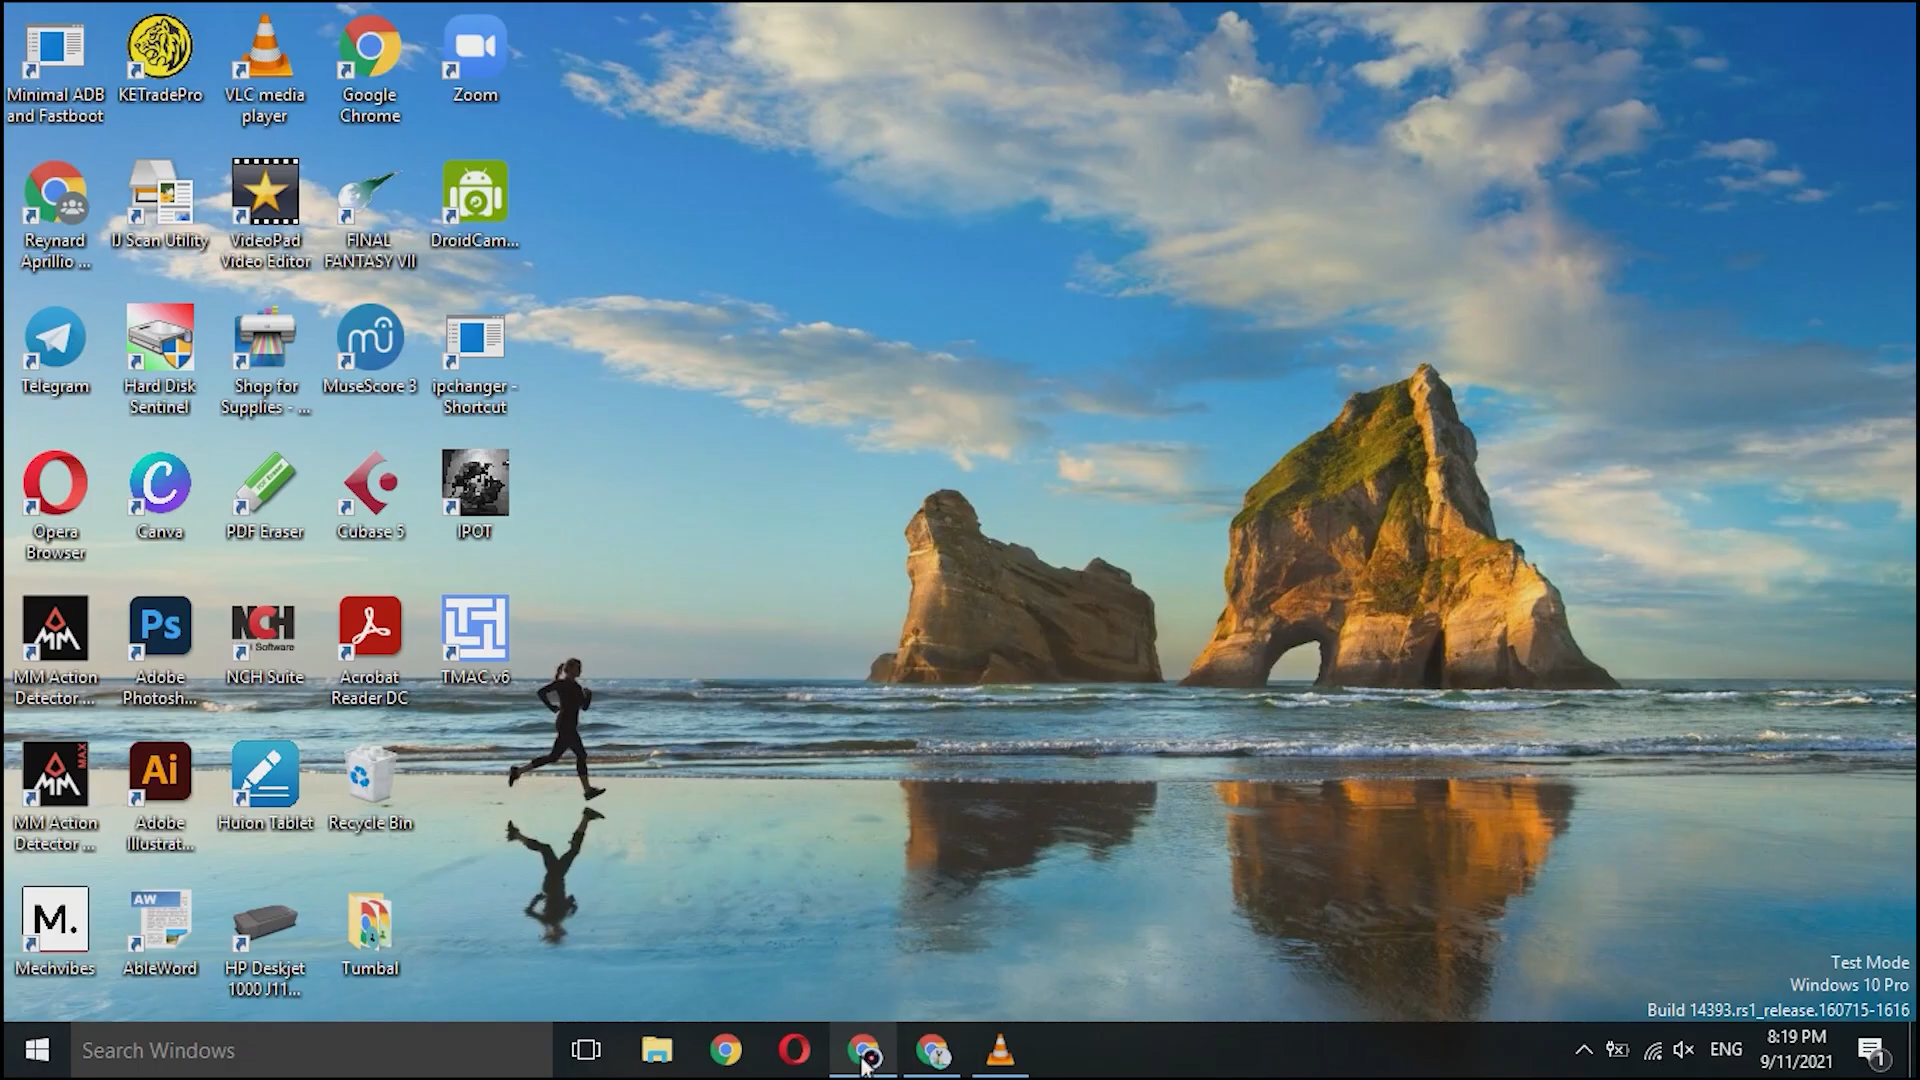 Minimal ADB
and Fastboot
KETradePro
VLC media
player
Google
Chrome
Zoom
Reynard
Aprillio ...
IJ Scan Utility
VideoPad
Video Editor
FINAL
FANTASY VII
DroidCam...
Telegram
Hard Disk
Sentinel
Shop for
Supplies - ...
MuseScore 3
ipchanger -
Shortcut
Opera
Browser
Canva
PDF Eraser
Cubase 5
IPOT
MM
MM Action
Detector ...
Ps
Adobe
Photosh...
NCH
Software
NCH Suite
Acrobat
Reader DC
TMAC v6
MM
MAX
MM Action
Detector ...
Ai
Adobe
Illustrat...
Huion Tablet
Recycle Bin
M.
Mechvibes
AW
AbleWord
HP Deskjet
1000 J11...
Tumbal
Test Mode
Windows 10 Pro
Build 14393.rs1_release.160715-1616
Search Windows
ENG
8:19 PM
9/11/2021
1